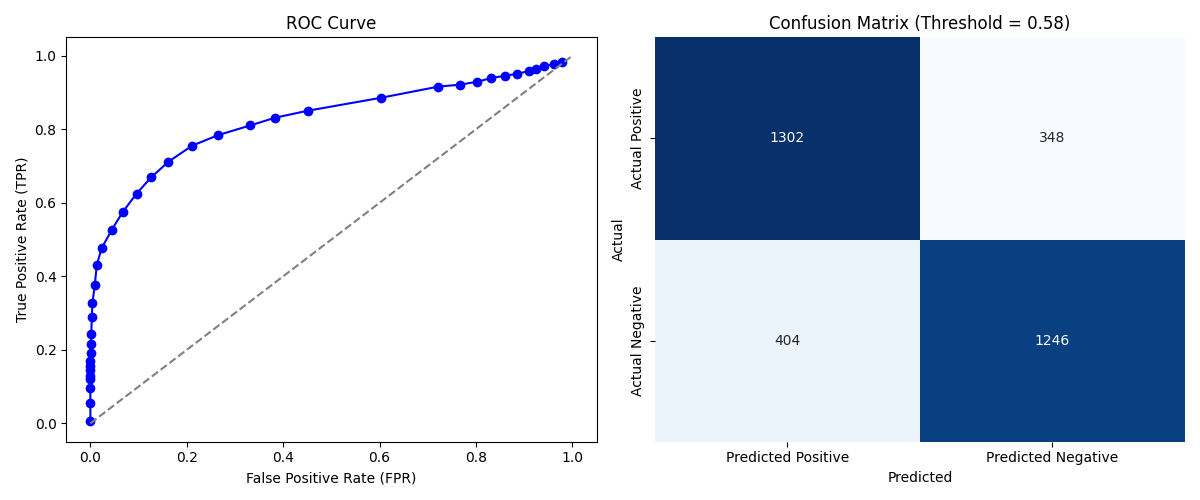 ROC Curve
True Positive Rate (TPR)
1.0
0.8
0.6
0.4
0.2
0.0
0.0 0.2 0.4 0.6 0.8 1.0
False Positive Rate (FPR)
Confusion Matrix (Threshold = 0.58)
Actual
Actual Positive
1302 348
Actual Negative
404 1246
Predicted Positive Predicted Negative
Predicted